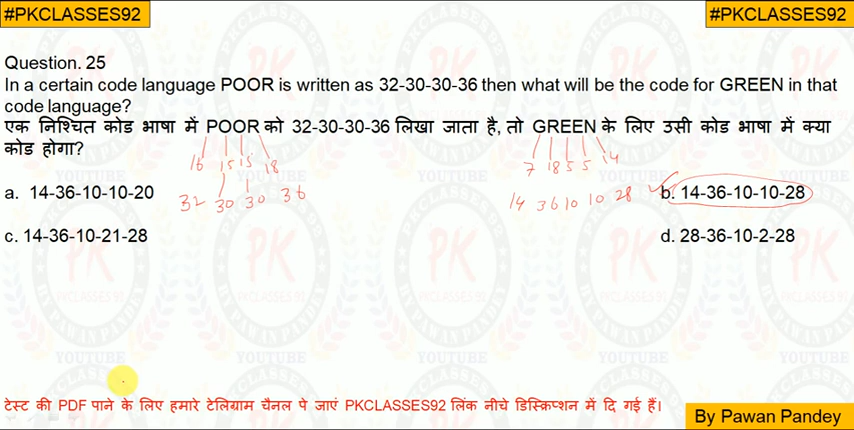 #PKCLASSES92
#PKCLASSES92
Question. 25
In a certain code language POOR is written as 32-30-30-36 then what will be the code for GREEN in that
code language?
एक निश्चित कोड भाषा में POOR को 32-30-30-36 लिखा जाता है, तो GREEN के लिए उसी कोड भाषा में क्या
कोड होगा?
16 15 15 18
7 18 5 5 14
a. 14-36-10-10-20
32 30 30 36
14 36 10 10 28
b. 14-36-10-10-28
c. 14-36-10-21-28
d. 28-36-10-2-28
टेस्ट की PDF पाने के लिए हमारे टेलिग्राम चैनल पे जाएं PKCLASSES92 लिंक नीचे डिस्क्रिप्शन में दि गई हैं।
By Pawan Pandey